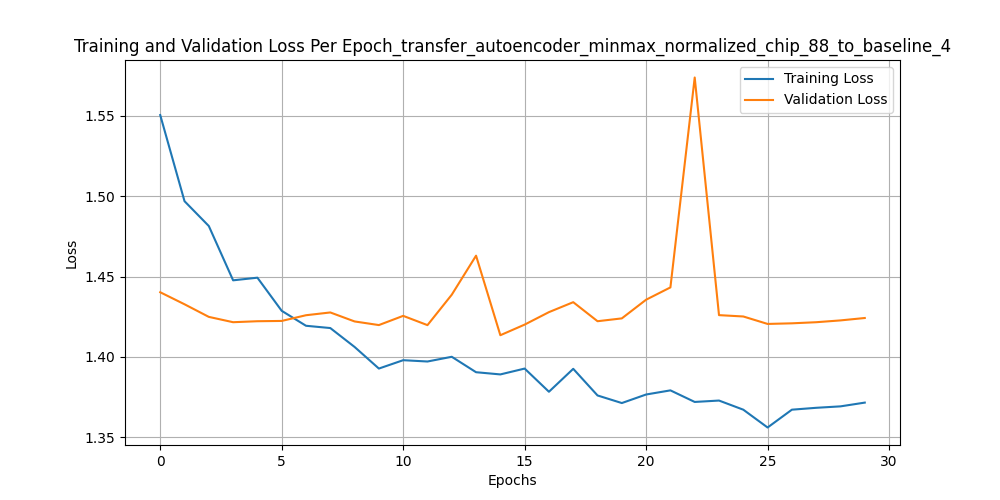 Training and Validation Loss Per Epoch_transfer_autoencoder_minmax_normalized_chip_88_to_baseline_4
Training Loss
Validation Loss
Loss
1.55
1.50
1.45
1.40
1.35
0 5 10 15 20 25 30
Epochs